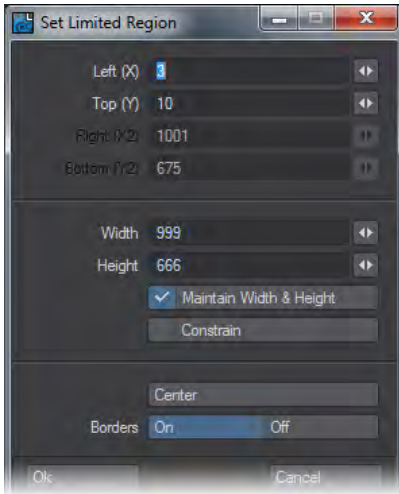 Set Limited Region
Left (X) 3
Top (Y) 10
Right (X2) 1001
Bottom (Y2) 675
Width 999
Height 666
Maintain Width & Height
Constrain
Center
Borders On Off
Ok Cancel